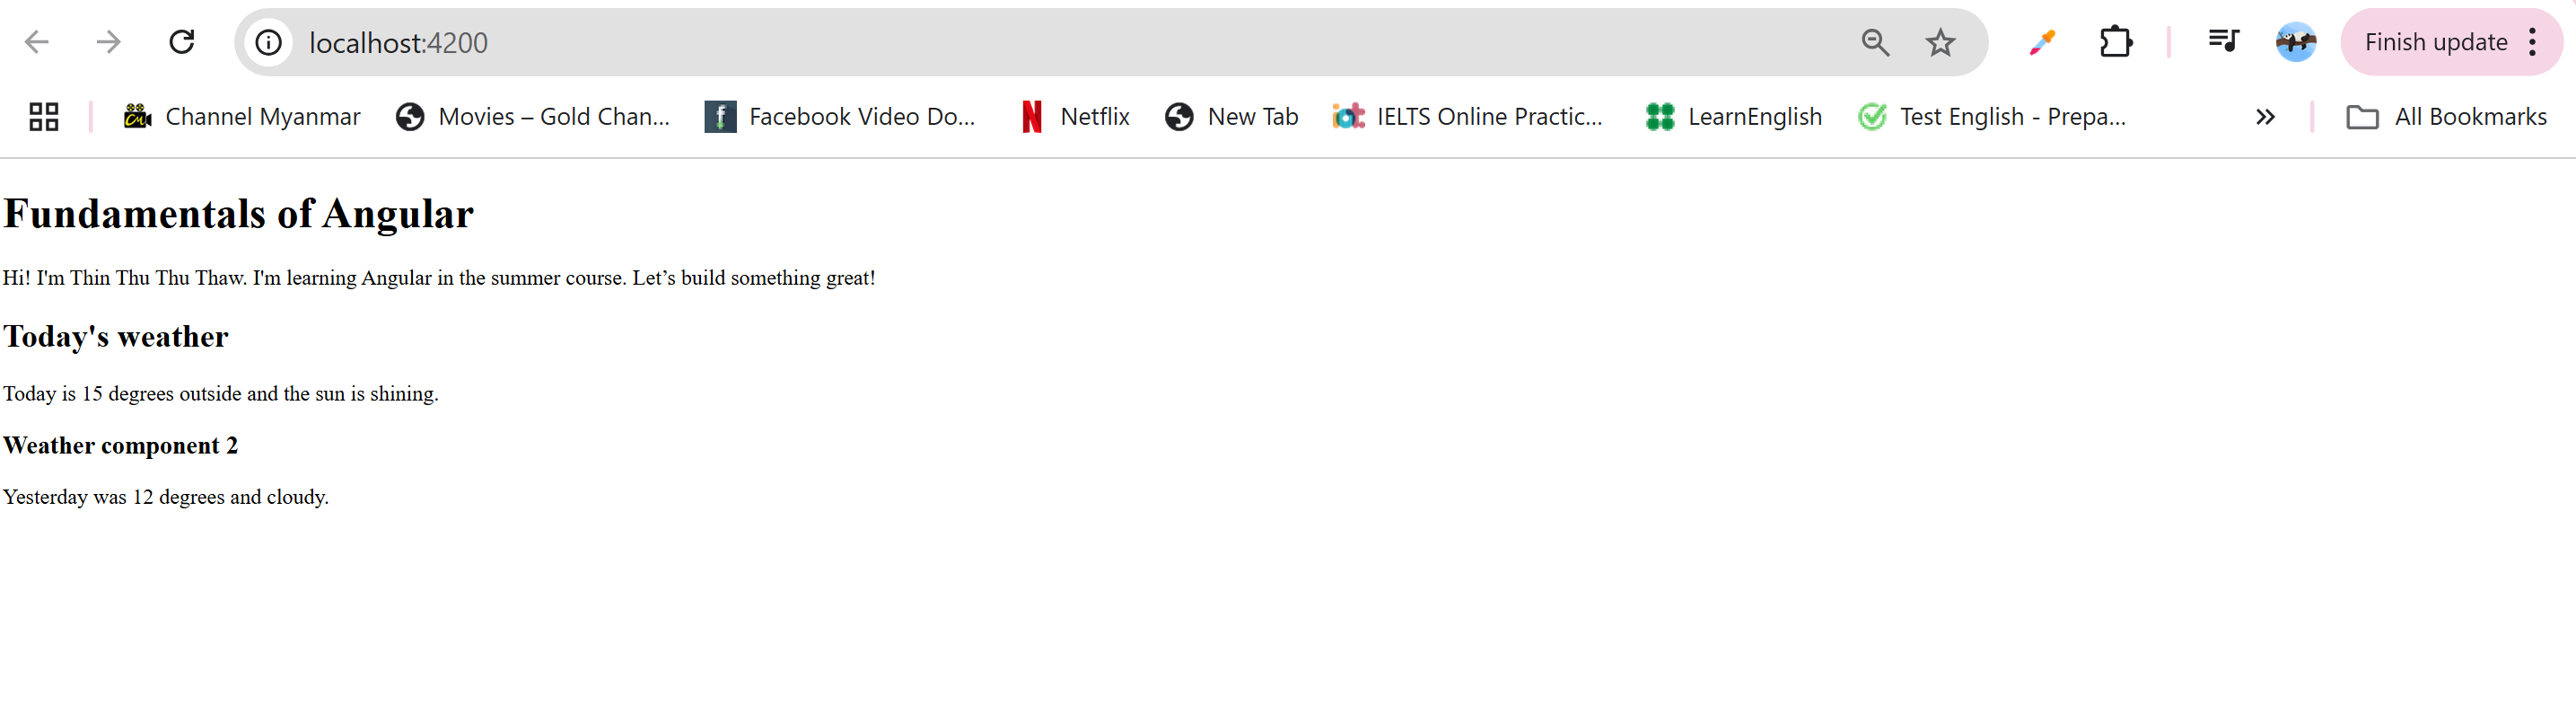 localhost:4200
Finish update
Channel Myanmar
Movies – Gold Chan...
Facebook Video Do...
Netflix
New Tab
IELTS Online Practic...
LearnEnglish
Test English - Prepa...
All Bookmarks
Fundamentals of Angular
Hi! I'm Thin Thu Thu Thaw. I'm learning Angular in the summer course. Let’s build something great!
Today's weather
Today is 15 degrees outside and the sun is shining.
Weather component 2
Yesterday was 12 degrees and cloudy.